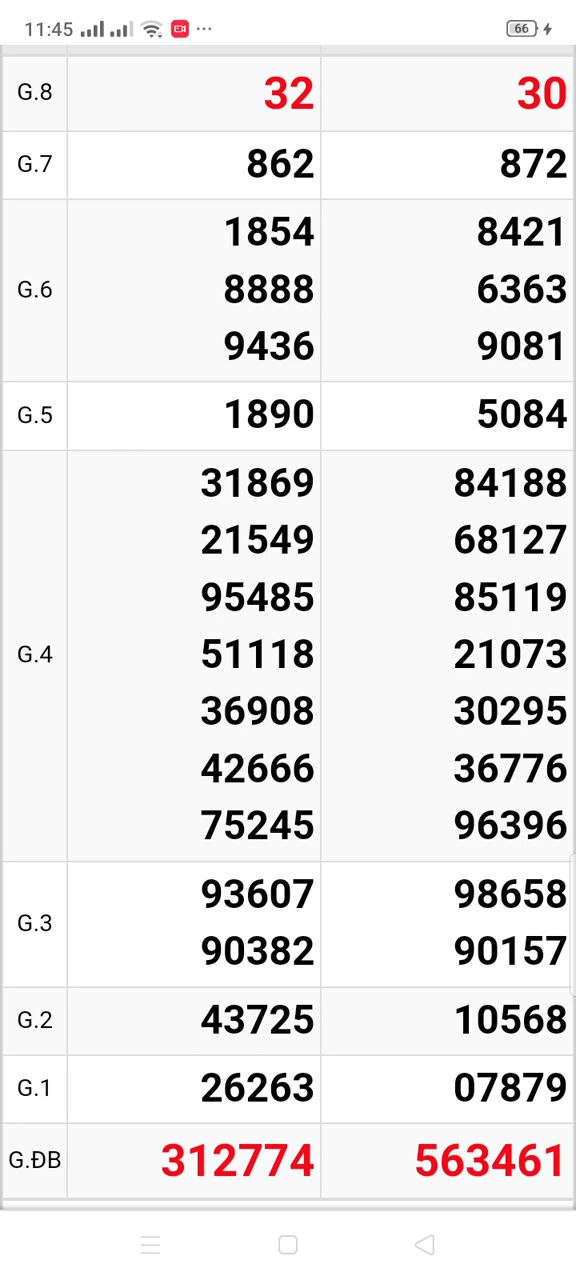 11:45 ... 66
G.8 32 30
G.7 862 872
1854 8421
G.6 8888 6363
9436 9081
G.5 1890 5084
31869 84188
21549 68127
95485 85119
G.4 51118 21073
36908 30295
42666 36776
75245 96396
93607 98658
G.3
90382 90157
G.2 43725 10568
G.1 26263 07879
G.ĐB 312774 563461